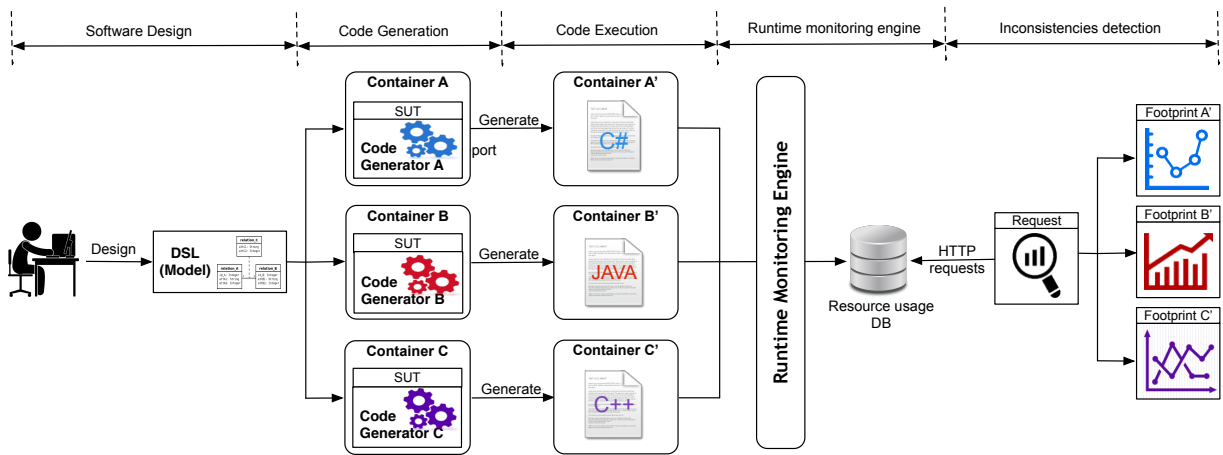 Software Design
Code Generation
Code Execution
Runtime monitoring engine
Inconsistencies detection
Container A
SUT
Code
Generator A
Generate
port
Container A'
C#
Design
DSL
(Model)
Container B
SUT
Code
Generator B
Generate
Container B'
JAVA
Container C
SUT
Code
Generator C
Generate
Container C'
C++
Runtime Monitoring Engine
Resource usage
DB
HTTP
requests
Request
Footprint A'
Footprint B'
Footprint C'